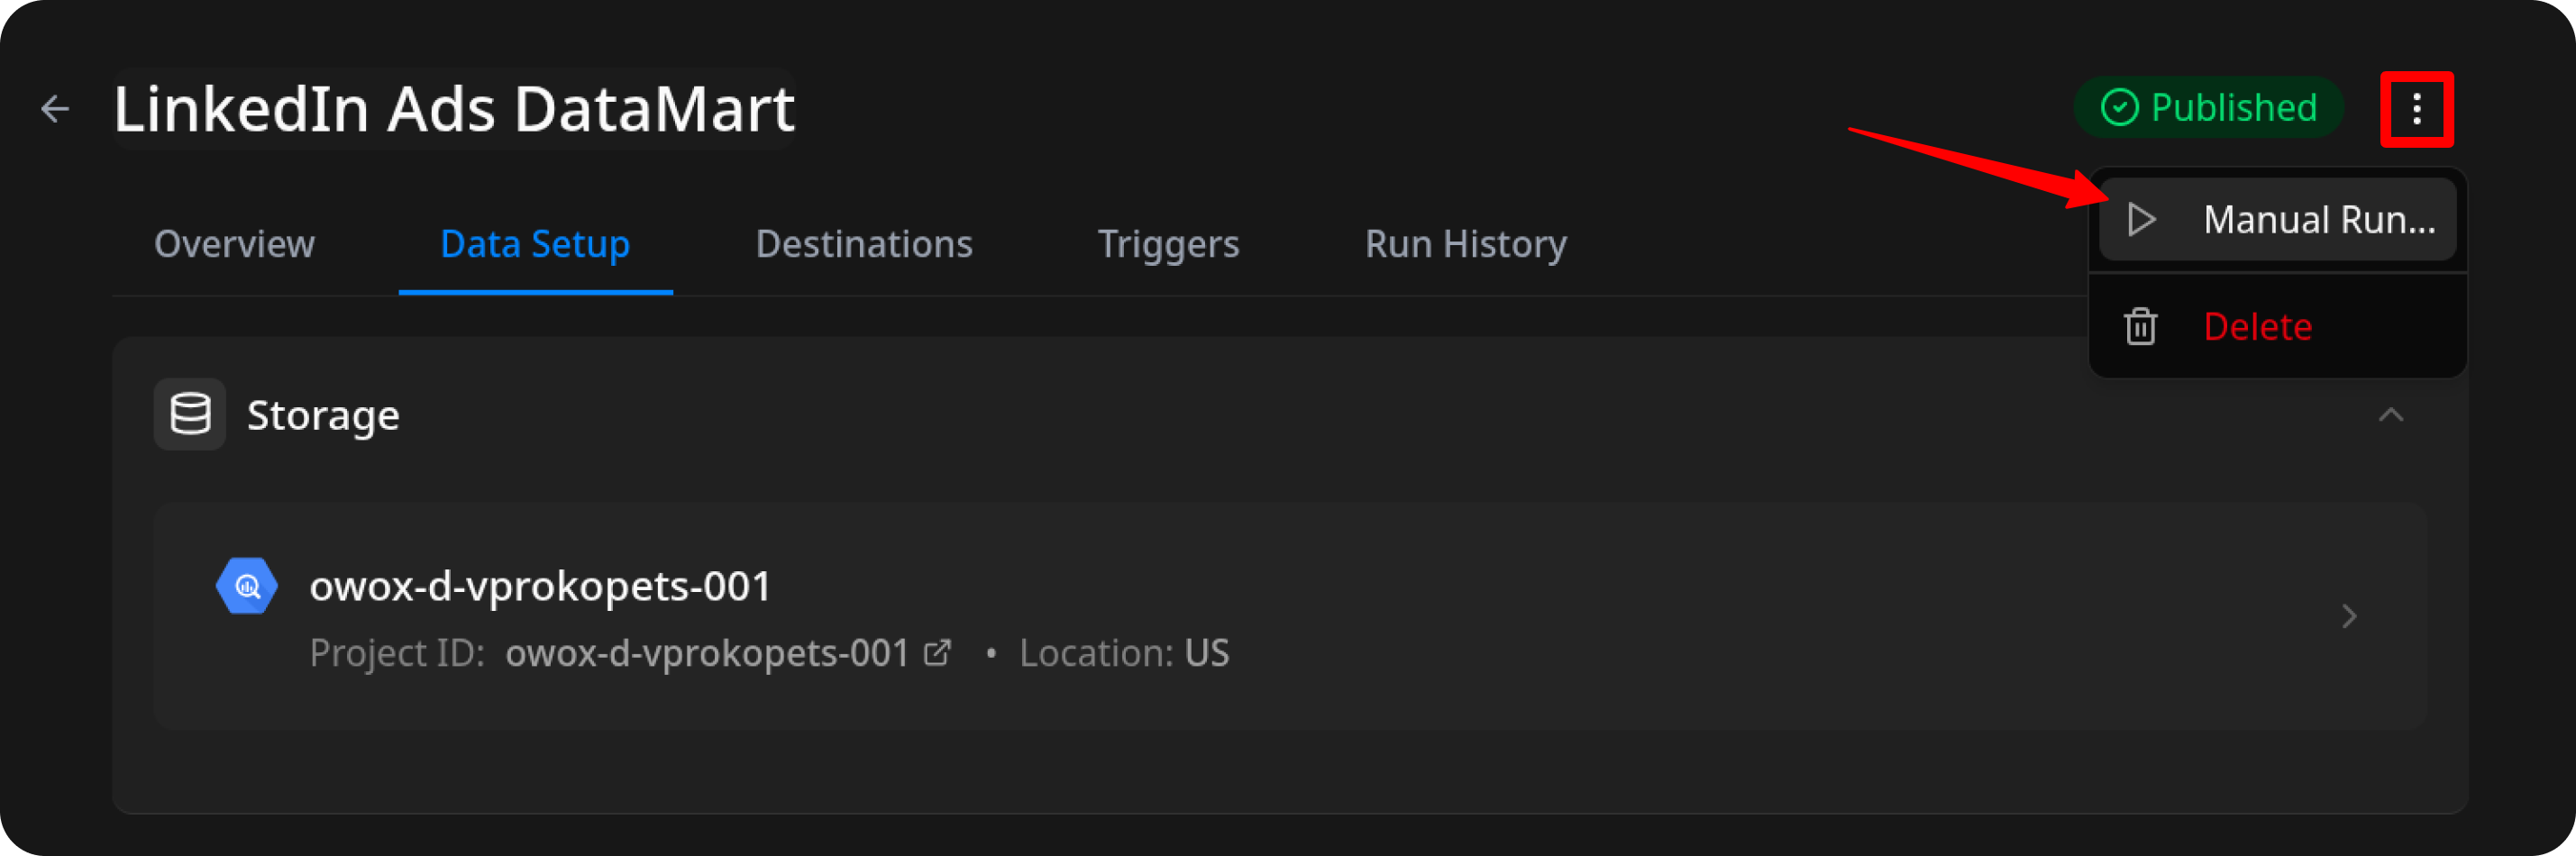 LinkedIn Ads DataMart
Published
Manual Run...
Delete
Overview
Data Setup
Destinations
Triggers
Run History
Storage
owox-d-vprokopets-001
Project ID: owox-d-vprokopets-001 • Location: US